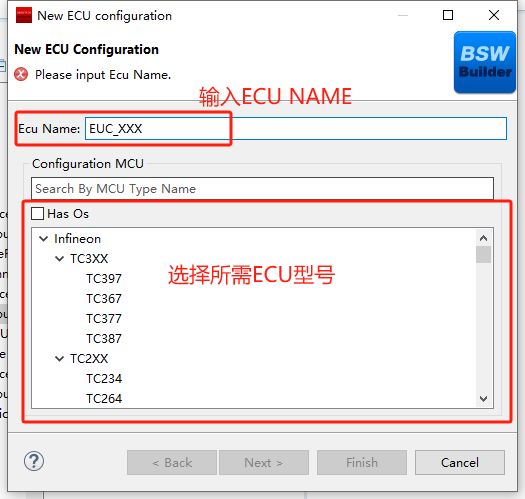 New ECU configuration
New ECU Configuration
Please input Ecu Name.
BSW
Builder
输入ECU NAME
Ecu Name: EUC_XXX
Configuration MCU
Search By MCU Type Name
Has Os
Infineon
TC3XX
选择所需ECU型号
TC397
TC367
TC377
TC387
TC2XX
TC234
TC264
? < Back Next > Finish Cancel